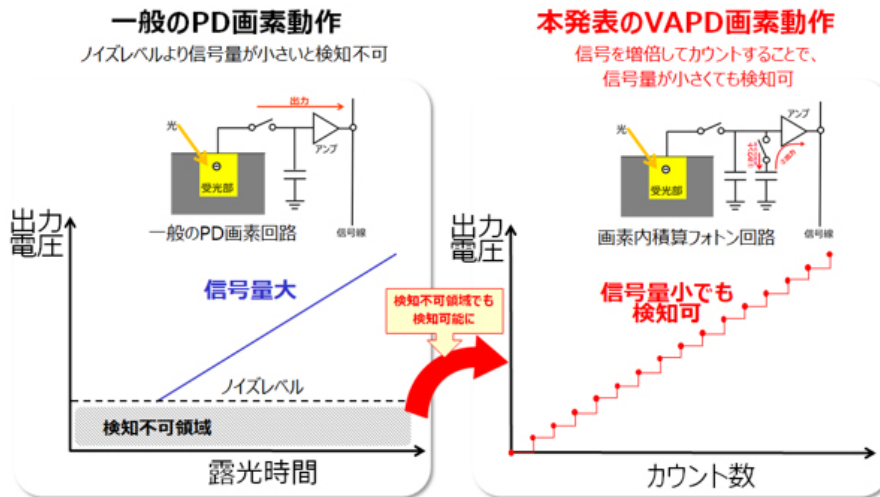 一般のPD画素動作
ノイズレベルより信号量が小さいと検知不可
出力
光
アンプ
⊖
受光部
一般のPD画素回路
信号線
出力
電圧
信号量大
ノイズレベル
検知不可領域
露光時間
検知不可領域でも
検知可能に
本発表のVAPD画素動作
信号を増倍してカウントすることで、
信号量が小さくても検知可
アンプ
光
⊖
受光部
画素内積算フォトン回路
信号線
出力
電圧
信号量小でも
検知可
カウント数